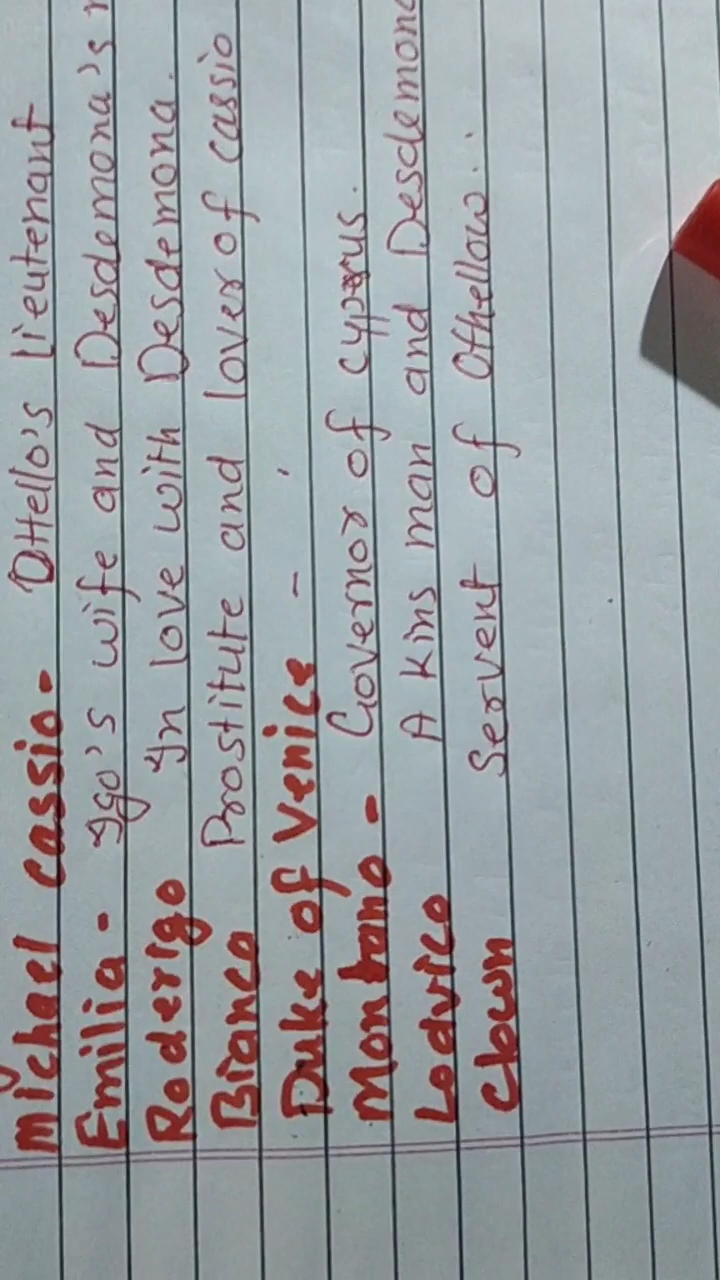 Michael Cassio- Othello's lieutenant
Emilia - Igo's wife and Desdemona's
Roderigo In love with Desdemona.
Bianca Prostitute and lover of cassio
Duke of Venice -
Montano - Governor of cyprus.
Lodvico A kins man and Desdemona
Clown Servent of Othellow.